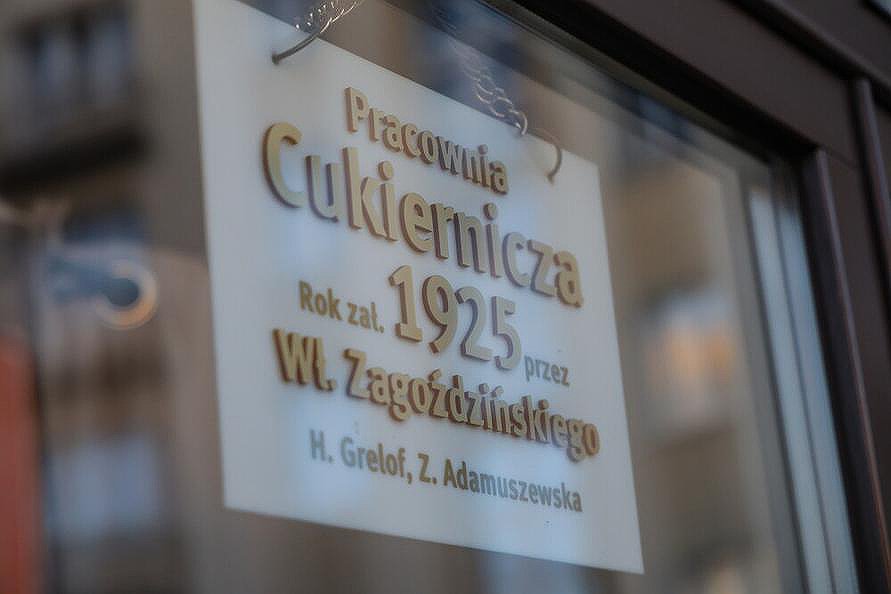 Pracownia
Cukiernicza
Rok zał. 1925 przez
Wł. Zagoździńskiego
H. Grelof, Z. Adamuszewska